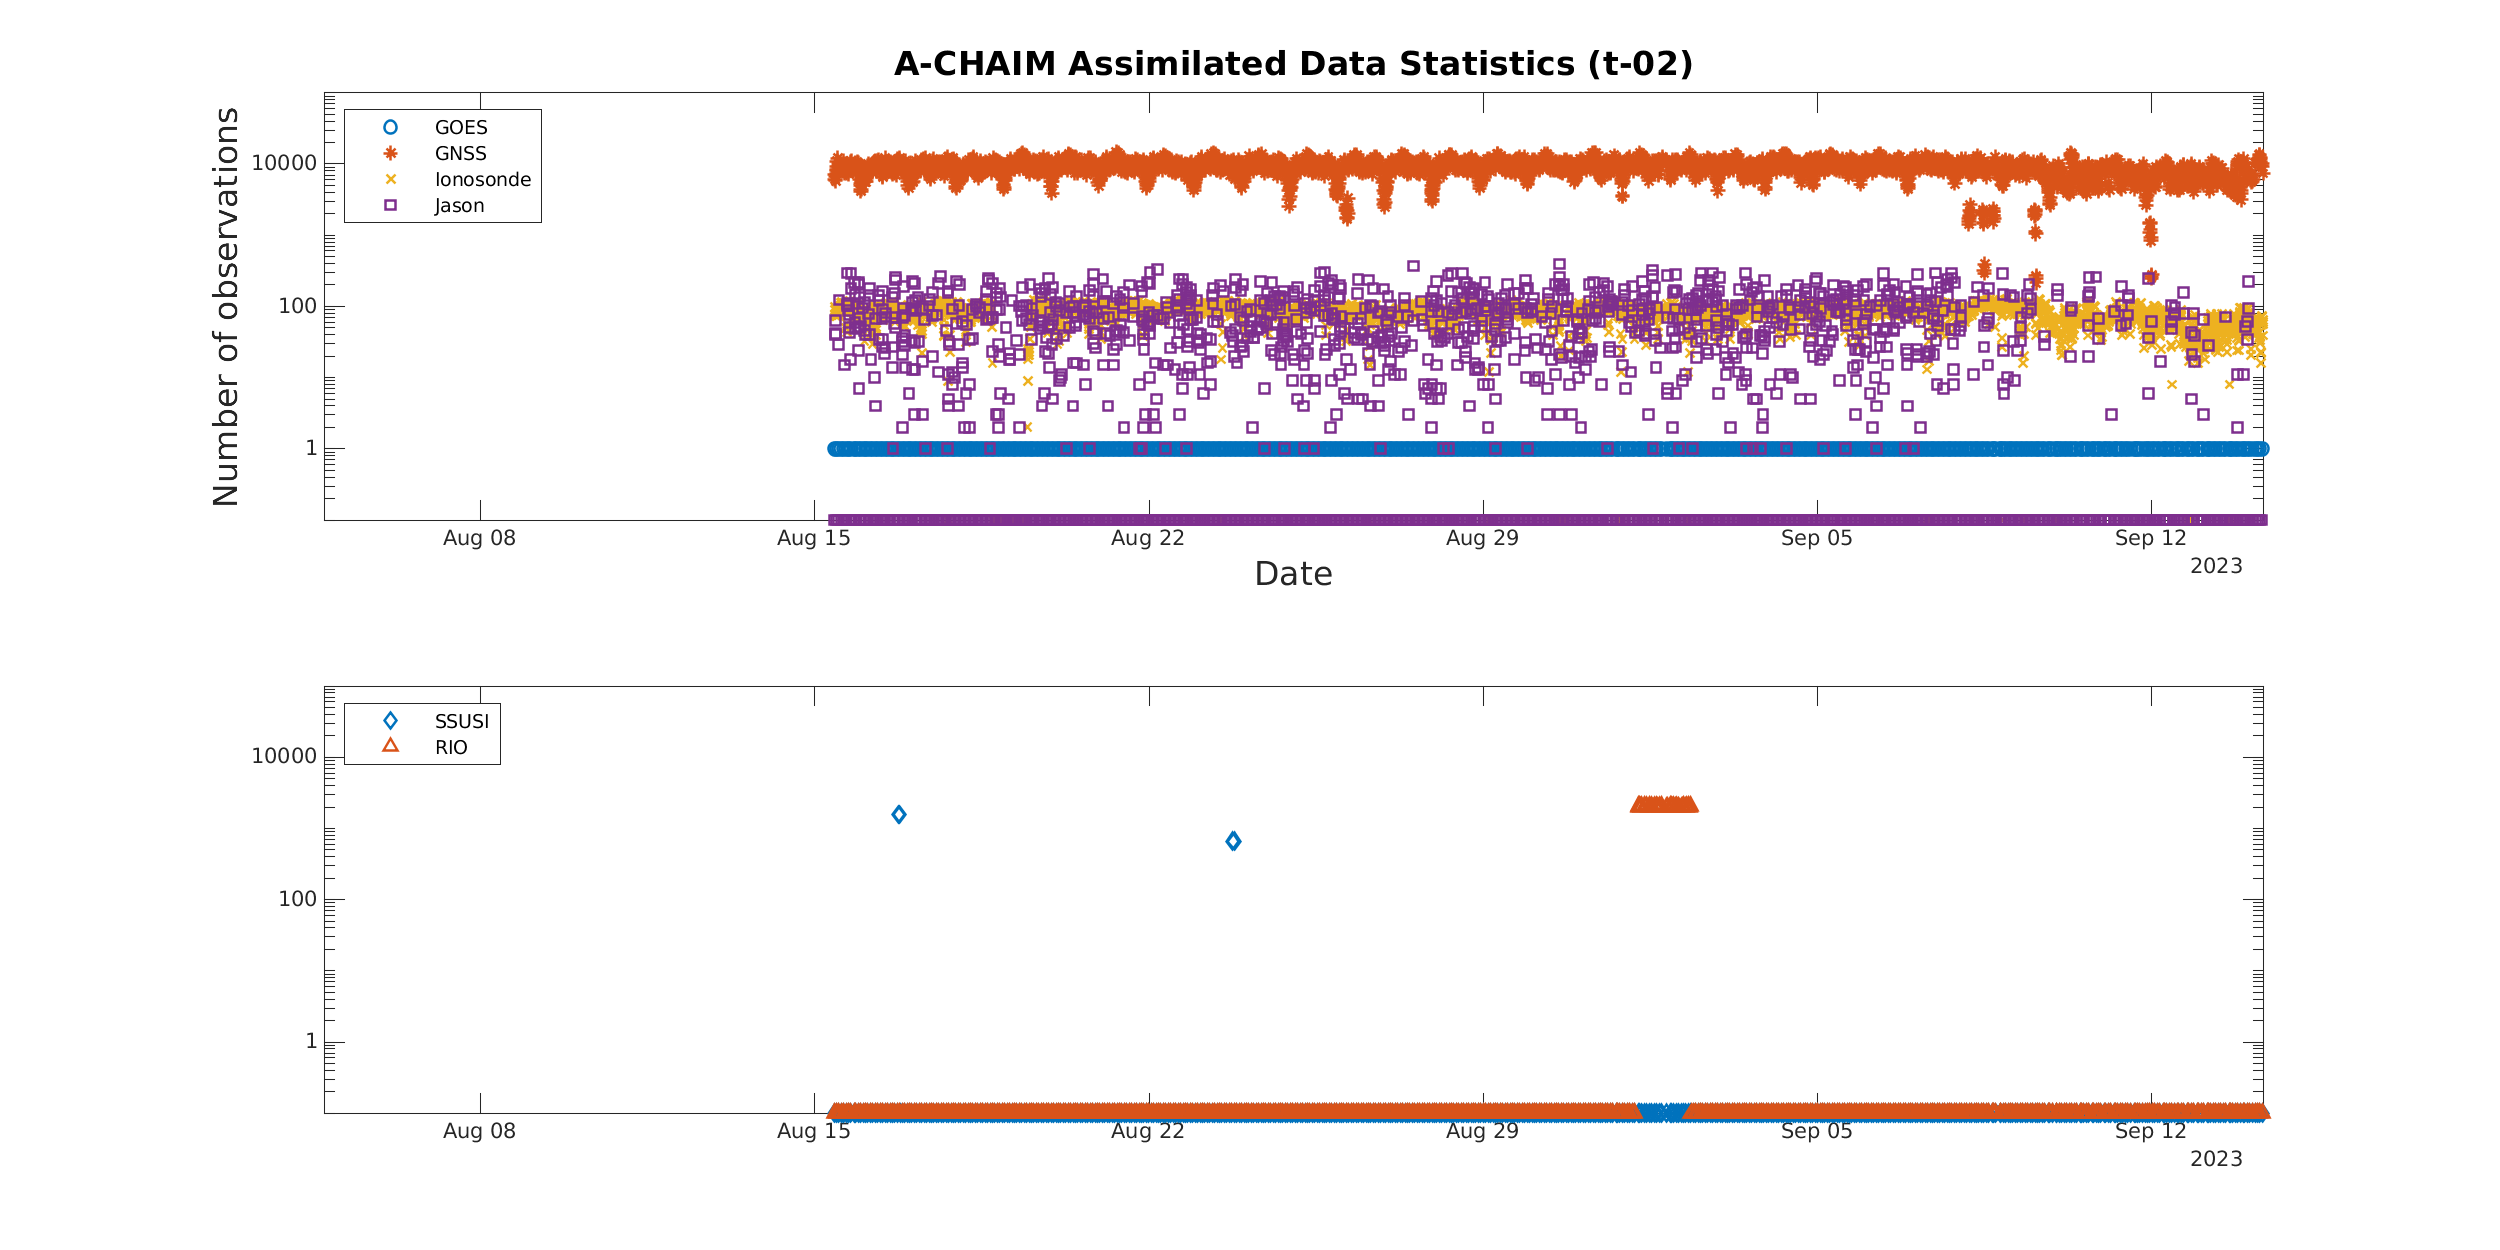 A-CHAIM Assimilated Data Statistics (t-02)
Number of observations
10000
100
1
GOES
GNSS
Ionosonde
Jason
Aug 08 Aug 15 Aug 22 Aug 29 Sep 05 Sep 12
2023
Date
10000
100
1
SSUSI
RIO
Aug 08 Aug 15 Aug 22 Aug 29 Sep 05 Sep 12
2023